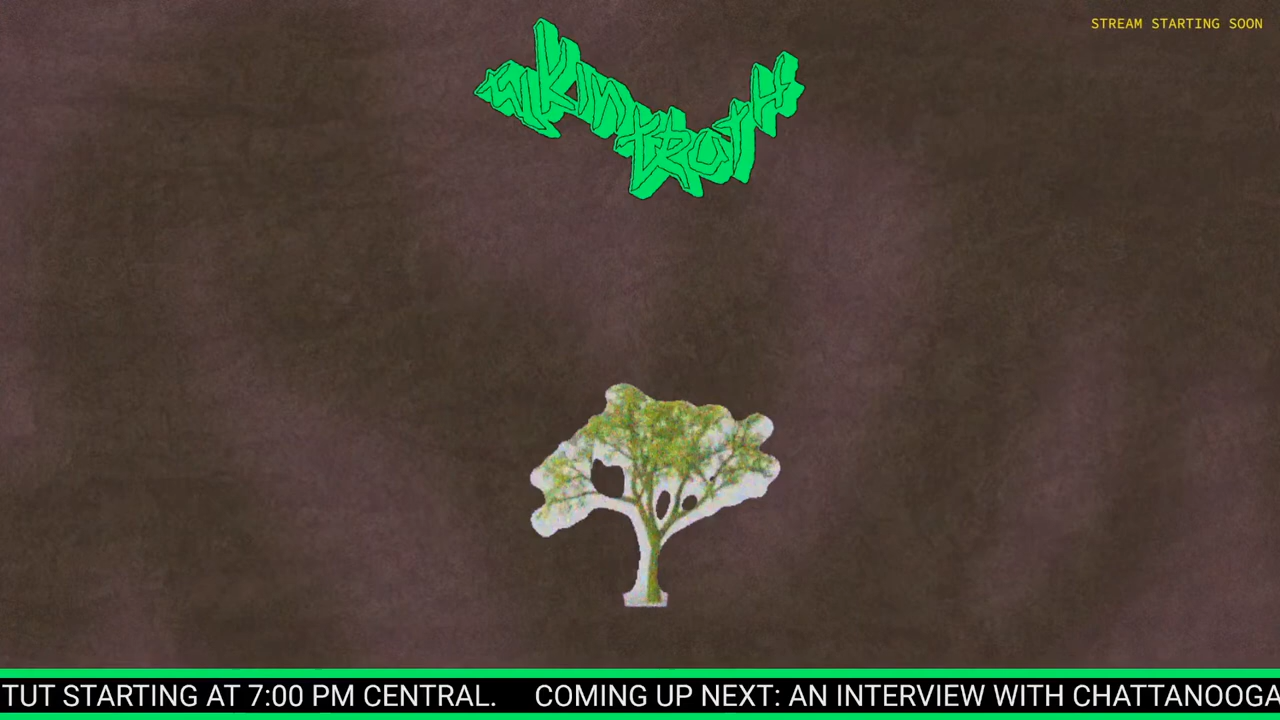 STREAM STARTING SOON
TUT STARTING AT 7:00 PM CENTRAL. COMING UP NEXT: AN INTERVIEW WITH CHATTANOOGA